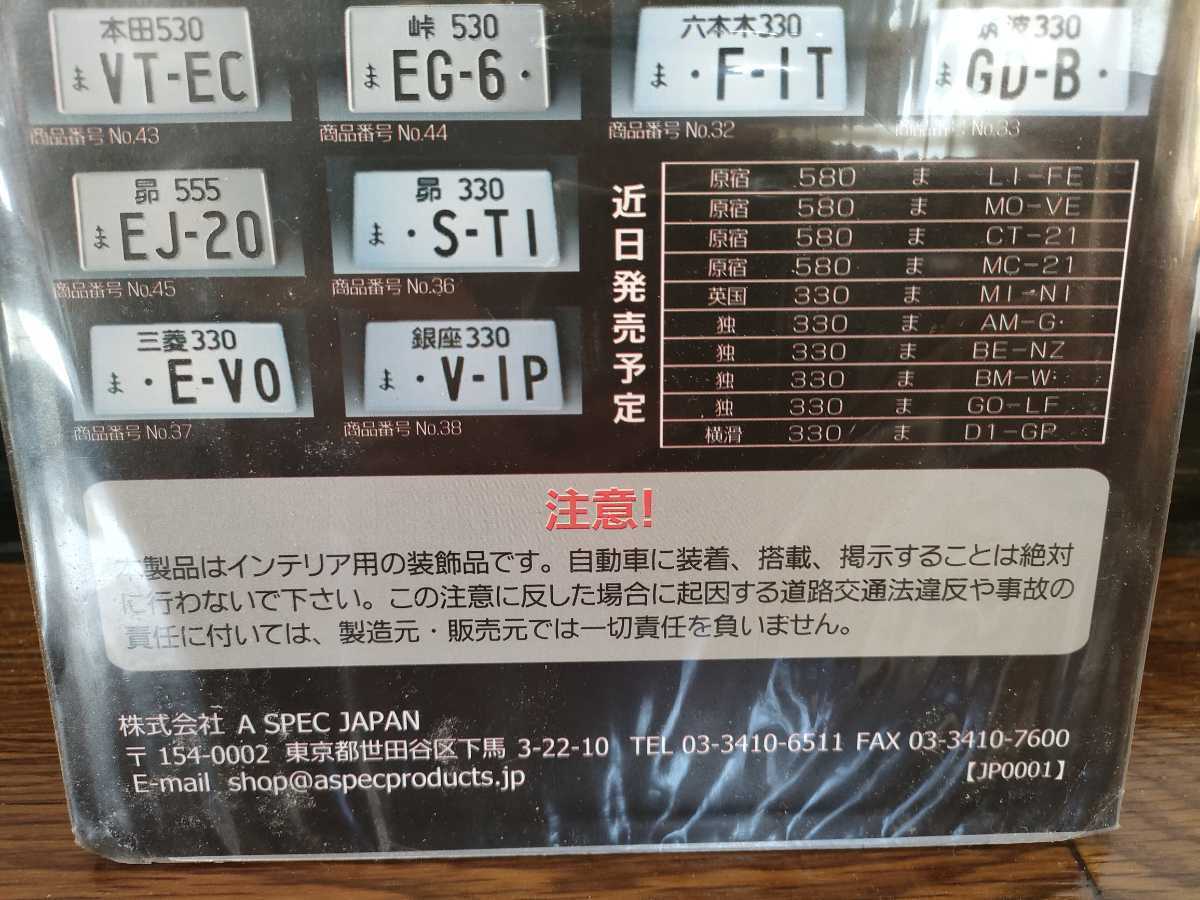 本田530
ま VT-EC
商品番号 No.43
峠 530
ま EG-6・
商品番号 No.44
六本木330
ま ・F-IT
商品番号 No.32
筑波330
ま GD-B・
商品番号 No.33
昴 555
ま EJ-20
商品番号 No.45
昴 330
ま ・S-TI
商品番号 No.36
三菱330
ま ・E-VO
商品番号 No.37
銀座330
ま ・V-IP
商品番号 No.38
近日発売予定
原宿 580 ま LI-FE
原宿 580 ま MO-VE
原宿 580 ま CT-21
原宿 580 ま MC-21
英国 330 ま MI-NI
独 330 ま AM-G・
独 330 ま BE-NZ
独 330 ま BM-W・
独 330 ま GO-LF
横滑 330 ま D1-GP
注意!
本製品はインテリア用の装飾品です。自動車に装着、搭載、掲示することは絶対
に行わないで下さい。この注意に反した場合に起因する道路交通法違反や事故の
責任に付いては、製造元・販売元では一切責任を負いません。
株式会社 A SPEC JAPAN
〒 154-0002 東京都世田谷区下馬 3-22-10 TEL 03-3410-6511 FAX 03-3410-7600
E-mail shop@aspecproducts.jp
【JP0001】